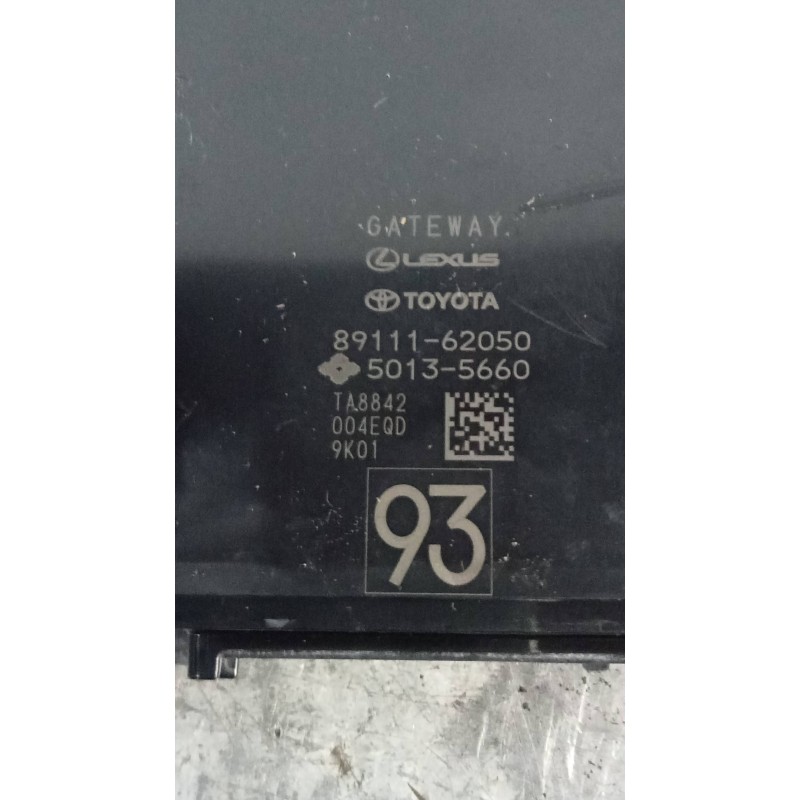 GATEWAY
LEXUS
TOYOTA
89111-62050
5013-5660
TA8842
004EQD
9K01
93